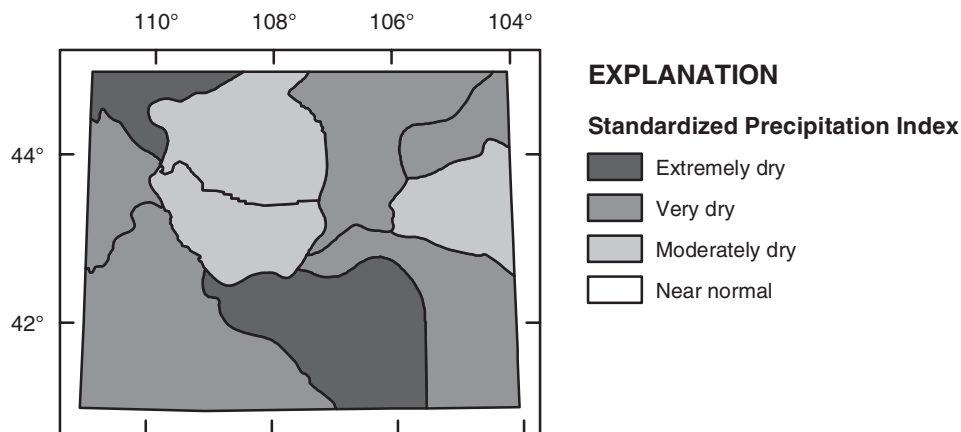 110° 108° 106° 104°
EXPLANATION
Standardized Precipitation Index
44°
Extremely dry
Very dry
Moderately dry
Near normal
42°